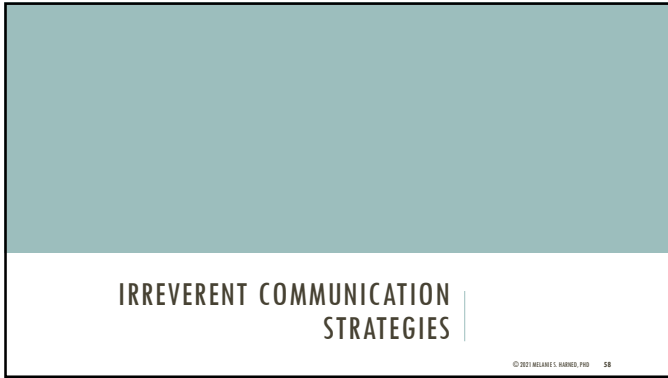 IRREVERENT COMMUNICATION
STRATEGIES
© 2021 MELANIE S. HARNED, PHD 58